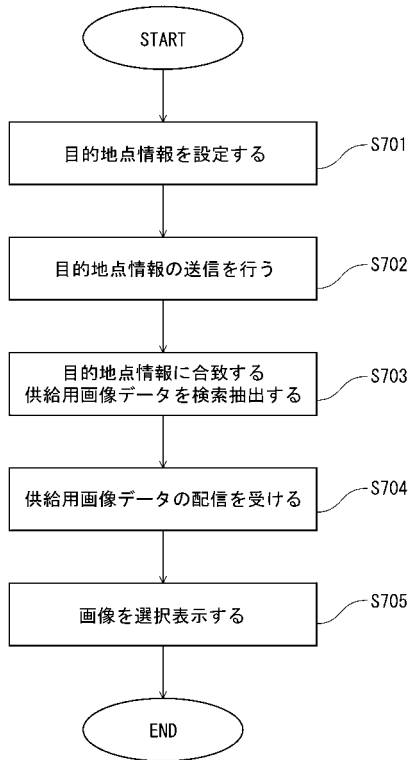 START
目的地点情報を設定する
S701
目的地点情報の送信を行う
S702
目的地点情報に合致する
供給用画像データを検索抽出する
S703
供給用画像データの配信を受ける
S704
画像を選択表示する
S705
END